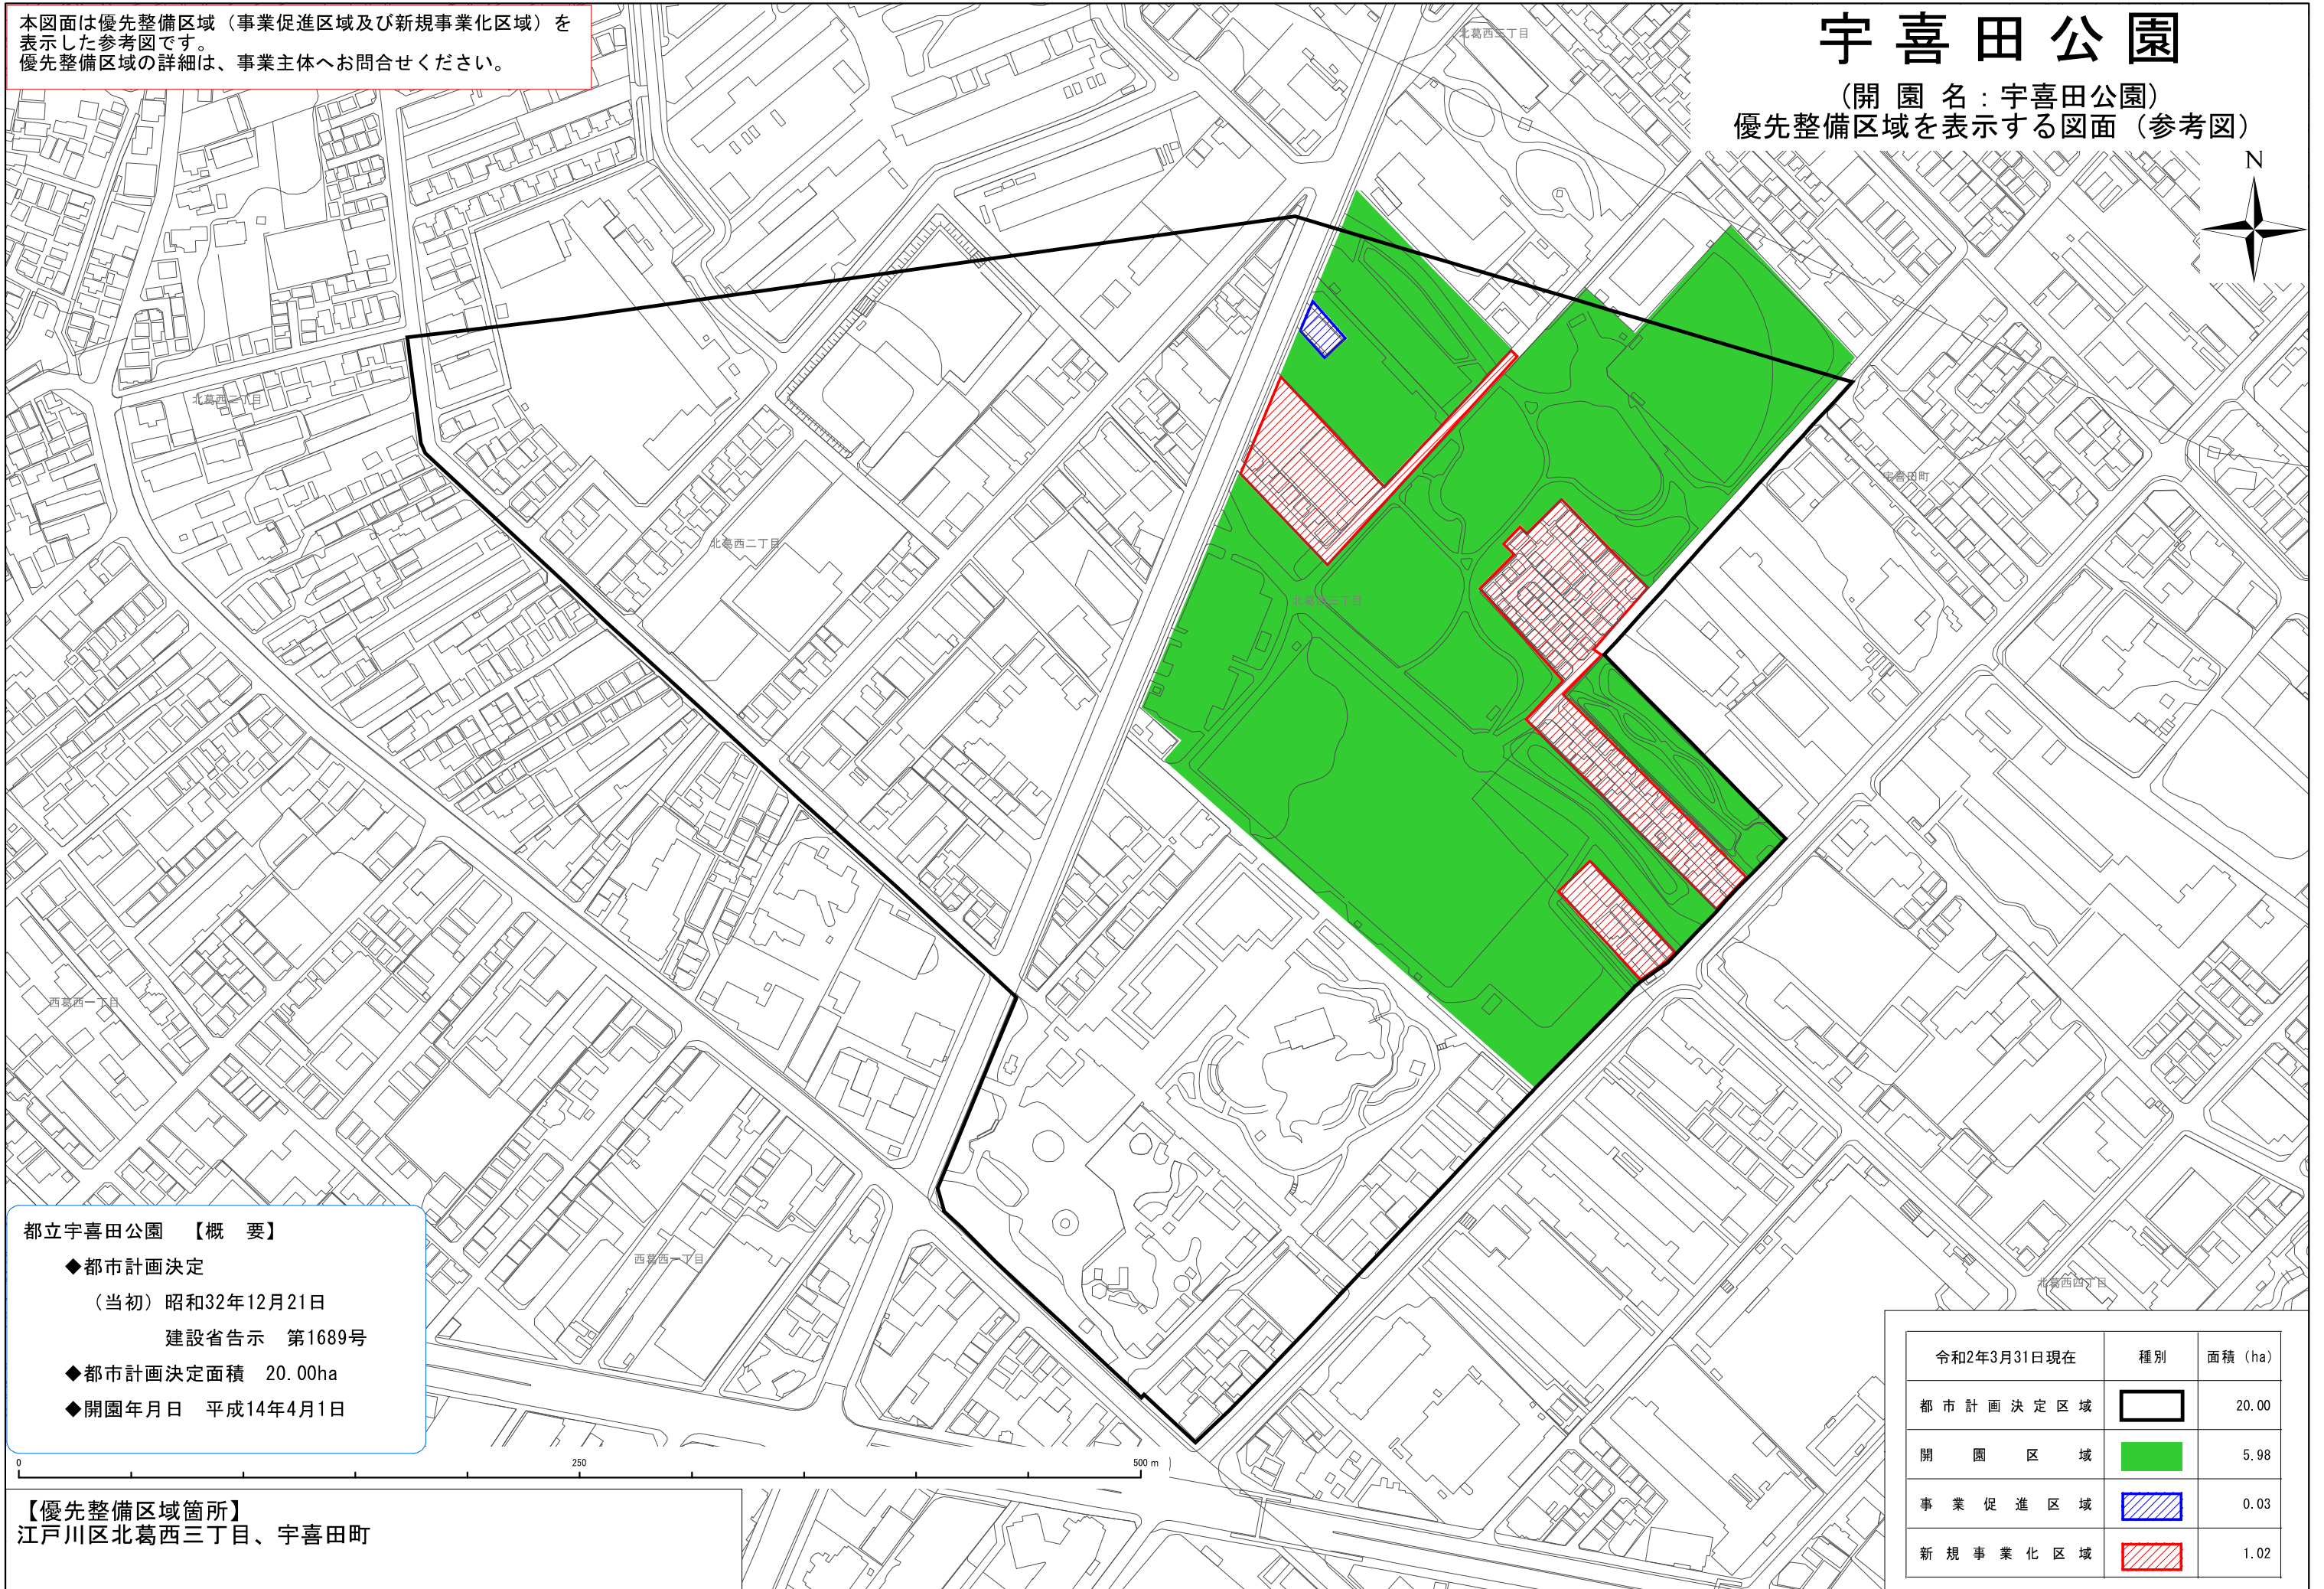 本図面は優先整備区域（事業促進区域及び新規事業化区域）を
表示した参考図です。
優先整備区域の詳細は、事業主体へお問合せください。
宇喜田公園
（開 園 名：宇喜田公園）
優先整備区域を表示する図面（参考図）
N
北葛西三丁目
北葛西二丁目
宇喜田町
北葛西二丁目
北葛西三丁目
西葛西一丁目
西葛西一丁目
北葛西四丁目
都立宇喜田公園　【概　要】
◆都市計画決定
（当初）昭和32年12月21日
建設省告示　第1689号
◆都市計画決定面積　20.00ha
◆開園年月日　平成14年4月1日
0 250 500 m
【優先整備区域箇所】
江戸川区北葛西三丁目、宇喜田町
令和2年3月31日現在 種別 面積（ha）
都市計画決定区域 20.00
開園区域 5.98
事業促進区域 0.03
新規事業化区域 1.02